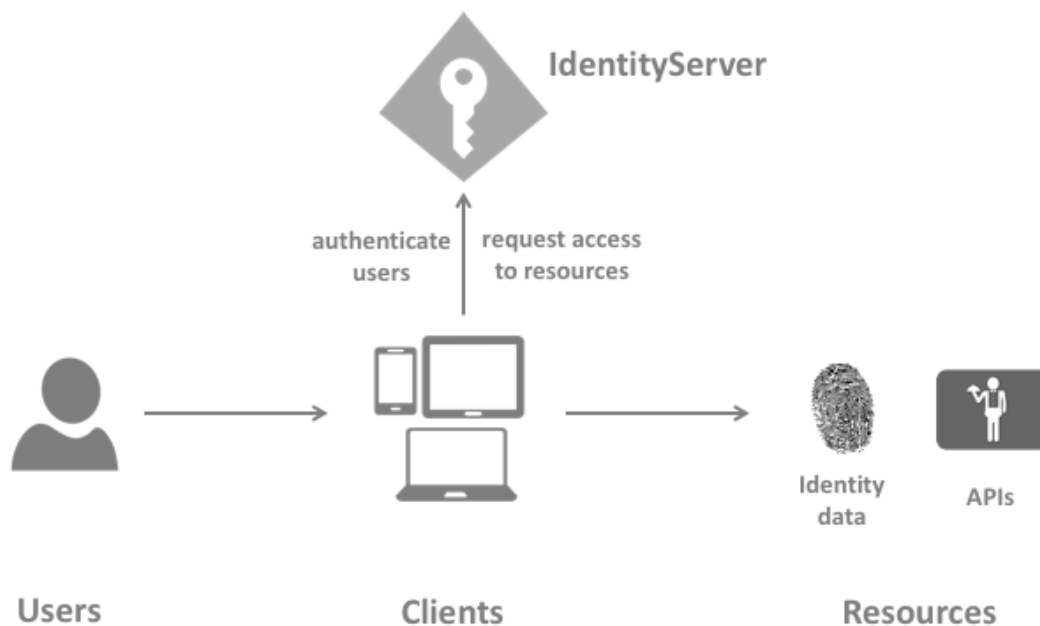 IdentityServer
authenticate
users
request access
to resources
Identity
data
APIs
Users
Clients
Resources